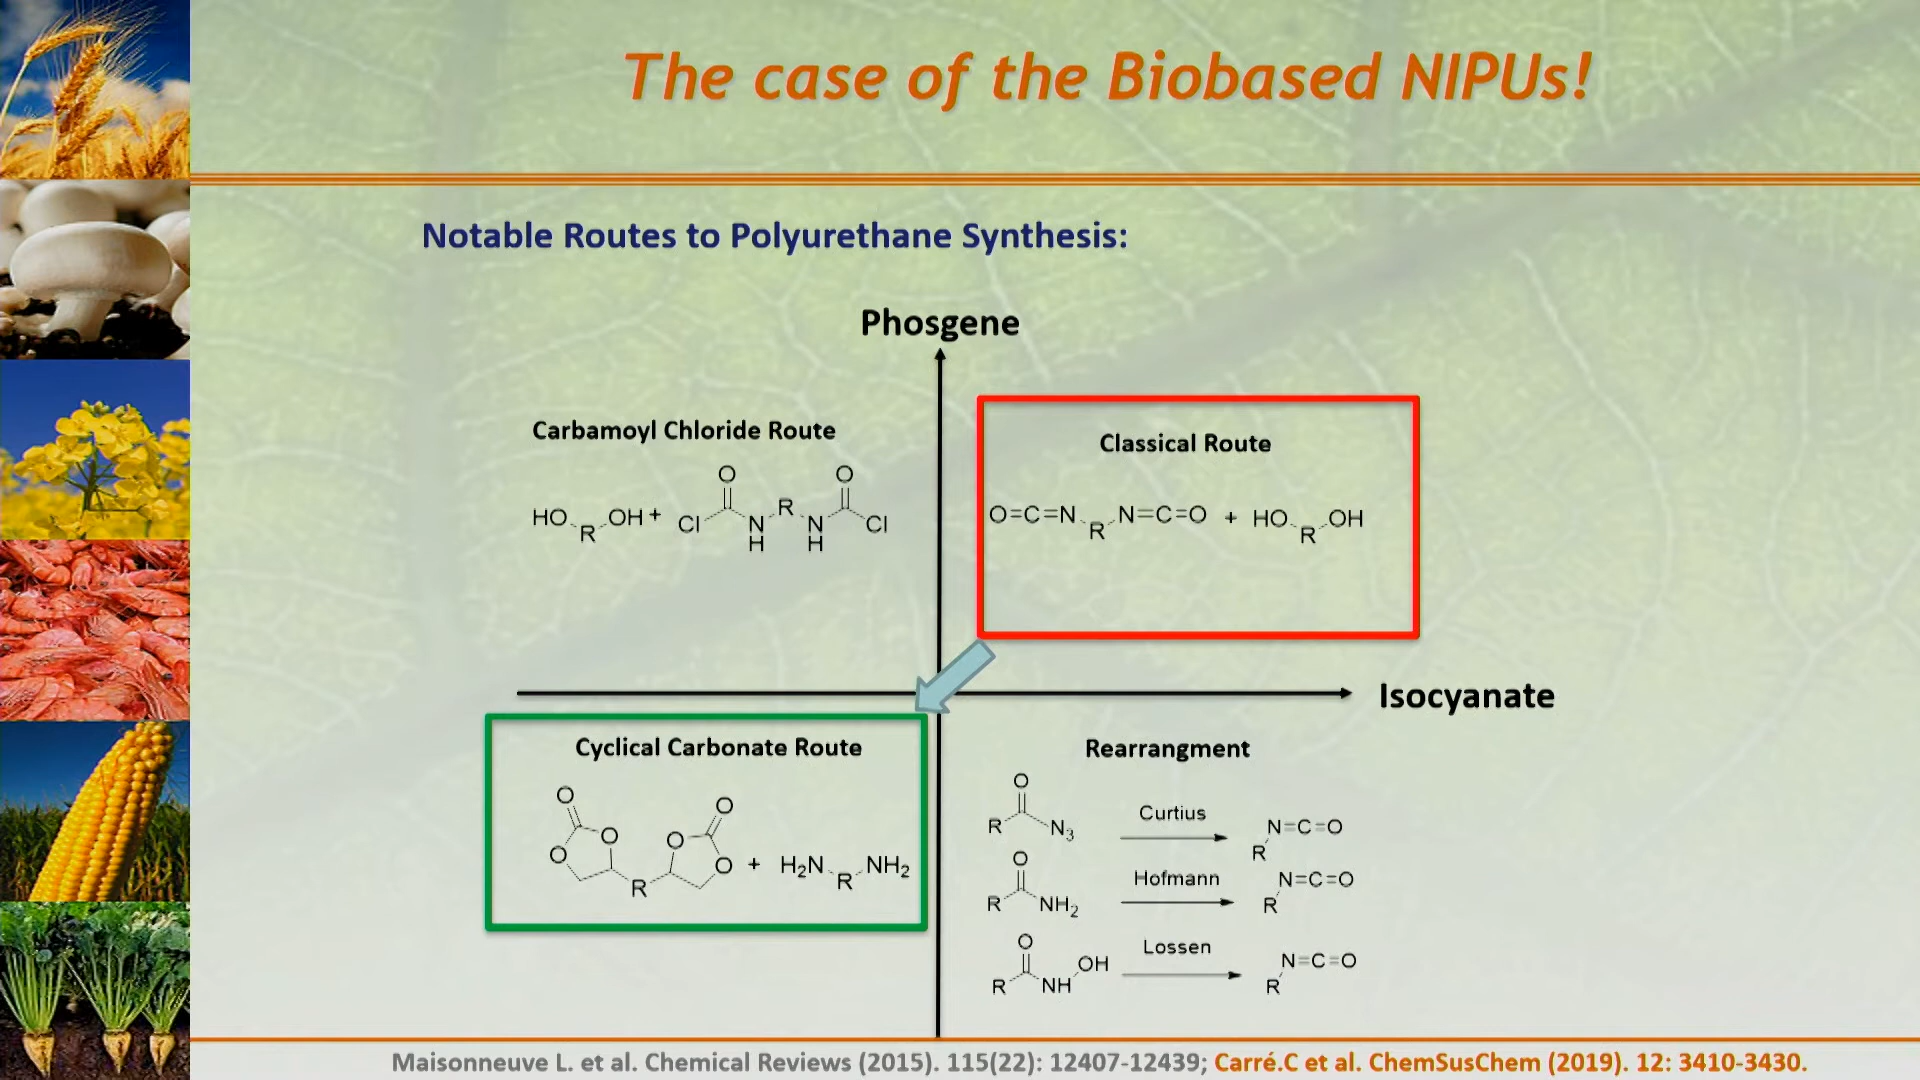 The case of the Biobased NIPUs!
Notable Routes to Polyurethane Synthesis:
Phosgene
Carbamoyl Chloride Route
HO R OH + Cl O N H R N H O Cl
Classical Route
O=C=N R N=C=O + HO R OH
Isocyanate
Cyclical Carbonate Route
O O O R O O O + H2N R NH2
Rearrangment
R O N3 Curtius R N=C=O
R O NH2 Hofmann R N=C=O
R O NH OH Lossen R N=C=O
Maisonneuve L. et al. Chemical Reviews (2015). 115(22): 12407-12439; Carré.C et al. ChemSusChem (2019). 12: 3410-3430.